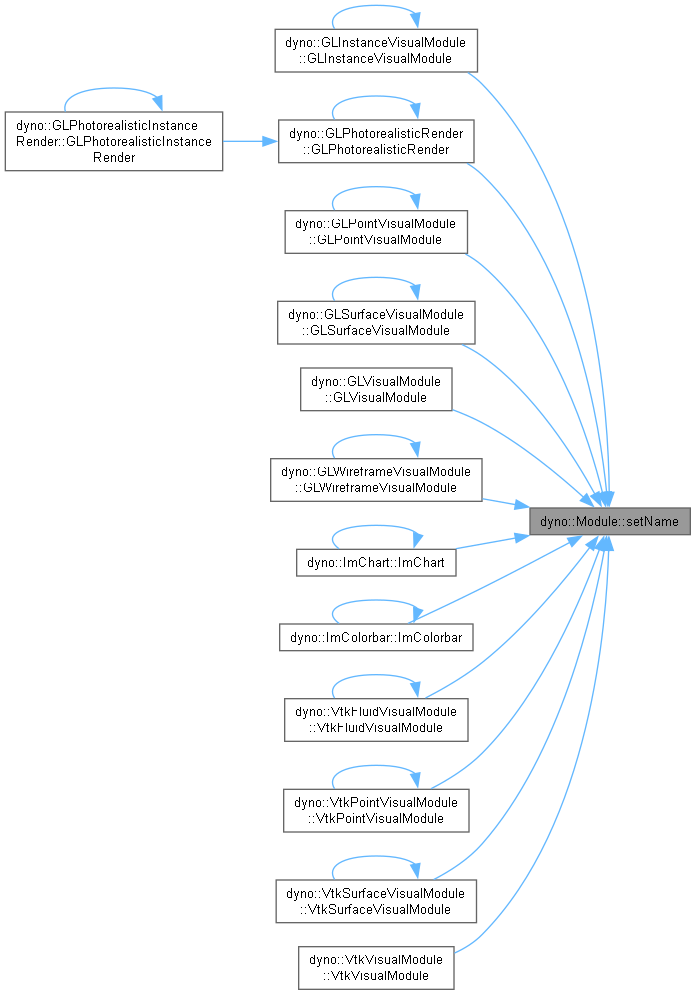 dyno::GLInstanceVisualModule
::GLInstanceVisualModule
dyno::GLPhotorealisticInstance
Render::GLPhotorealisticInstance
Render
dyno::GLPhotorealisticRender
::GLPhotorealisticRender
dyno::GLPointVisualModule
::GLPointVisualModule
dyno::GLSurfaceVisualModule
::GLSurfaceVisualModule
dyno::GLVisualModule
::GLVisualModule
dyno::GLWireframeVisualModule
::GLWireframeVisualModule
dyno::Module::setName
dyno::ImChart::ImChart
dyno::ImColorbar::ImColorbar
dyno::VtkFluidVisualModule
::VtkFluidVisualModule
dyno::VtkPointVisualModule
::VtkPointVisualModule
dyno::VtkSurfaceVisualModule
::VtkSurfaceVisualModule
dyno::VtkVisualModule
::VtkVisualModule